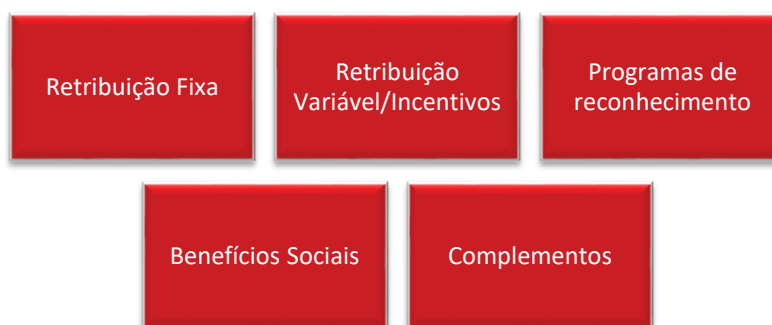 Retribuição Fixa
Retribuição
Variável/Incentivos
Programas de
reconhecimento
Benefícios Sociais
Complementos